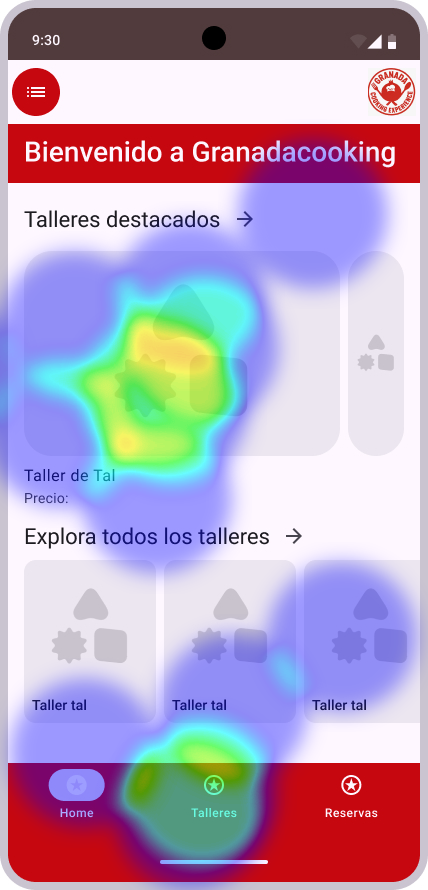 9:30
GRANADA
COOKING EXPERIENCE
Bienvenido a Granadacooking
Talleres destacados
Taller de Tal
Precio:
Explora todos los talleres
Taller tal
Taller tal
Taller tal
Home
Talleres
Reservas